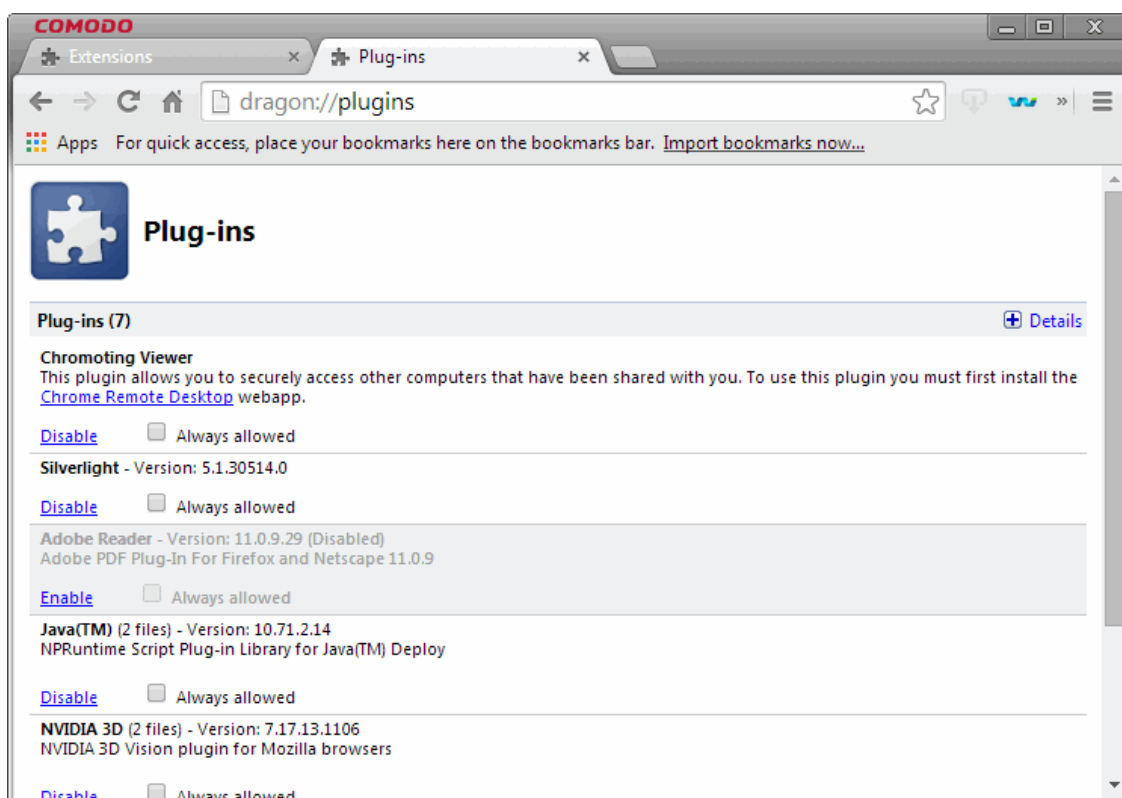 COMODO
Extensions
Plug-ins
dragon://plugins
Apps For quick access, place your bookmarks here on the bookmarks bar. Import bookmarks now...
Plug-ins
Plug-ins (7)
Details
Chromoting Viewer
This plugin allows you to securely access other computers that have been shared with you. To use this plugin you must first install the
Chrome Remote Desktop webapp.
Disable Always allowed
Silverlight - Version: 5.1.30514.0
Disable Always allowed
Adobe Reader - Version: 11.0.9.29 (Disabled)
Adobe PDF Plug-In For Firefox and Netscape 11.0.9
Enable Always allowed
Java(TM) (2 files) - Version: 10.71.2.14
NPRuntime Script Plug-in Library for Java(TM) Deploy
Disable Always allowed
NVIDIA 3D (2 files) - Version: 7.17.13.1106
NVIDIA 3D Vision plugin for Mozilla browsers
Disable Always allowed